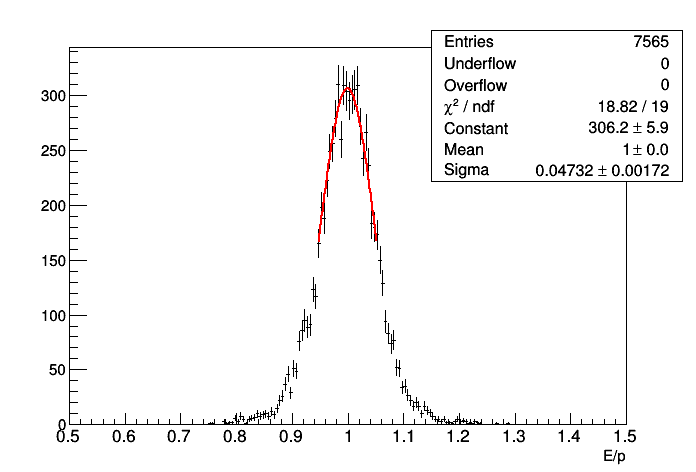 Entries 7565
Underflow 0
Overflow 0
χ² / ndf 18.82 / 19
Constant 306.2 ± 5.9
Mean 1 ± 0.0
Sigma 0.04732 ± 0.00172
300
250
200
150
100
50
0
0.5 0.6 0.7 0.8 0.9 1 1.1 1.2 1.3 1.4 1.5
E/p